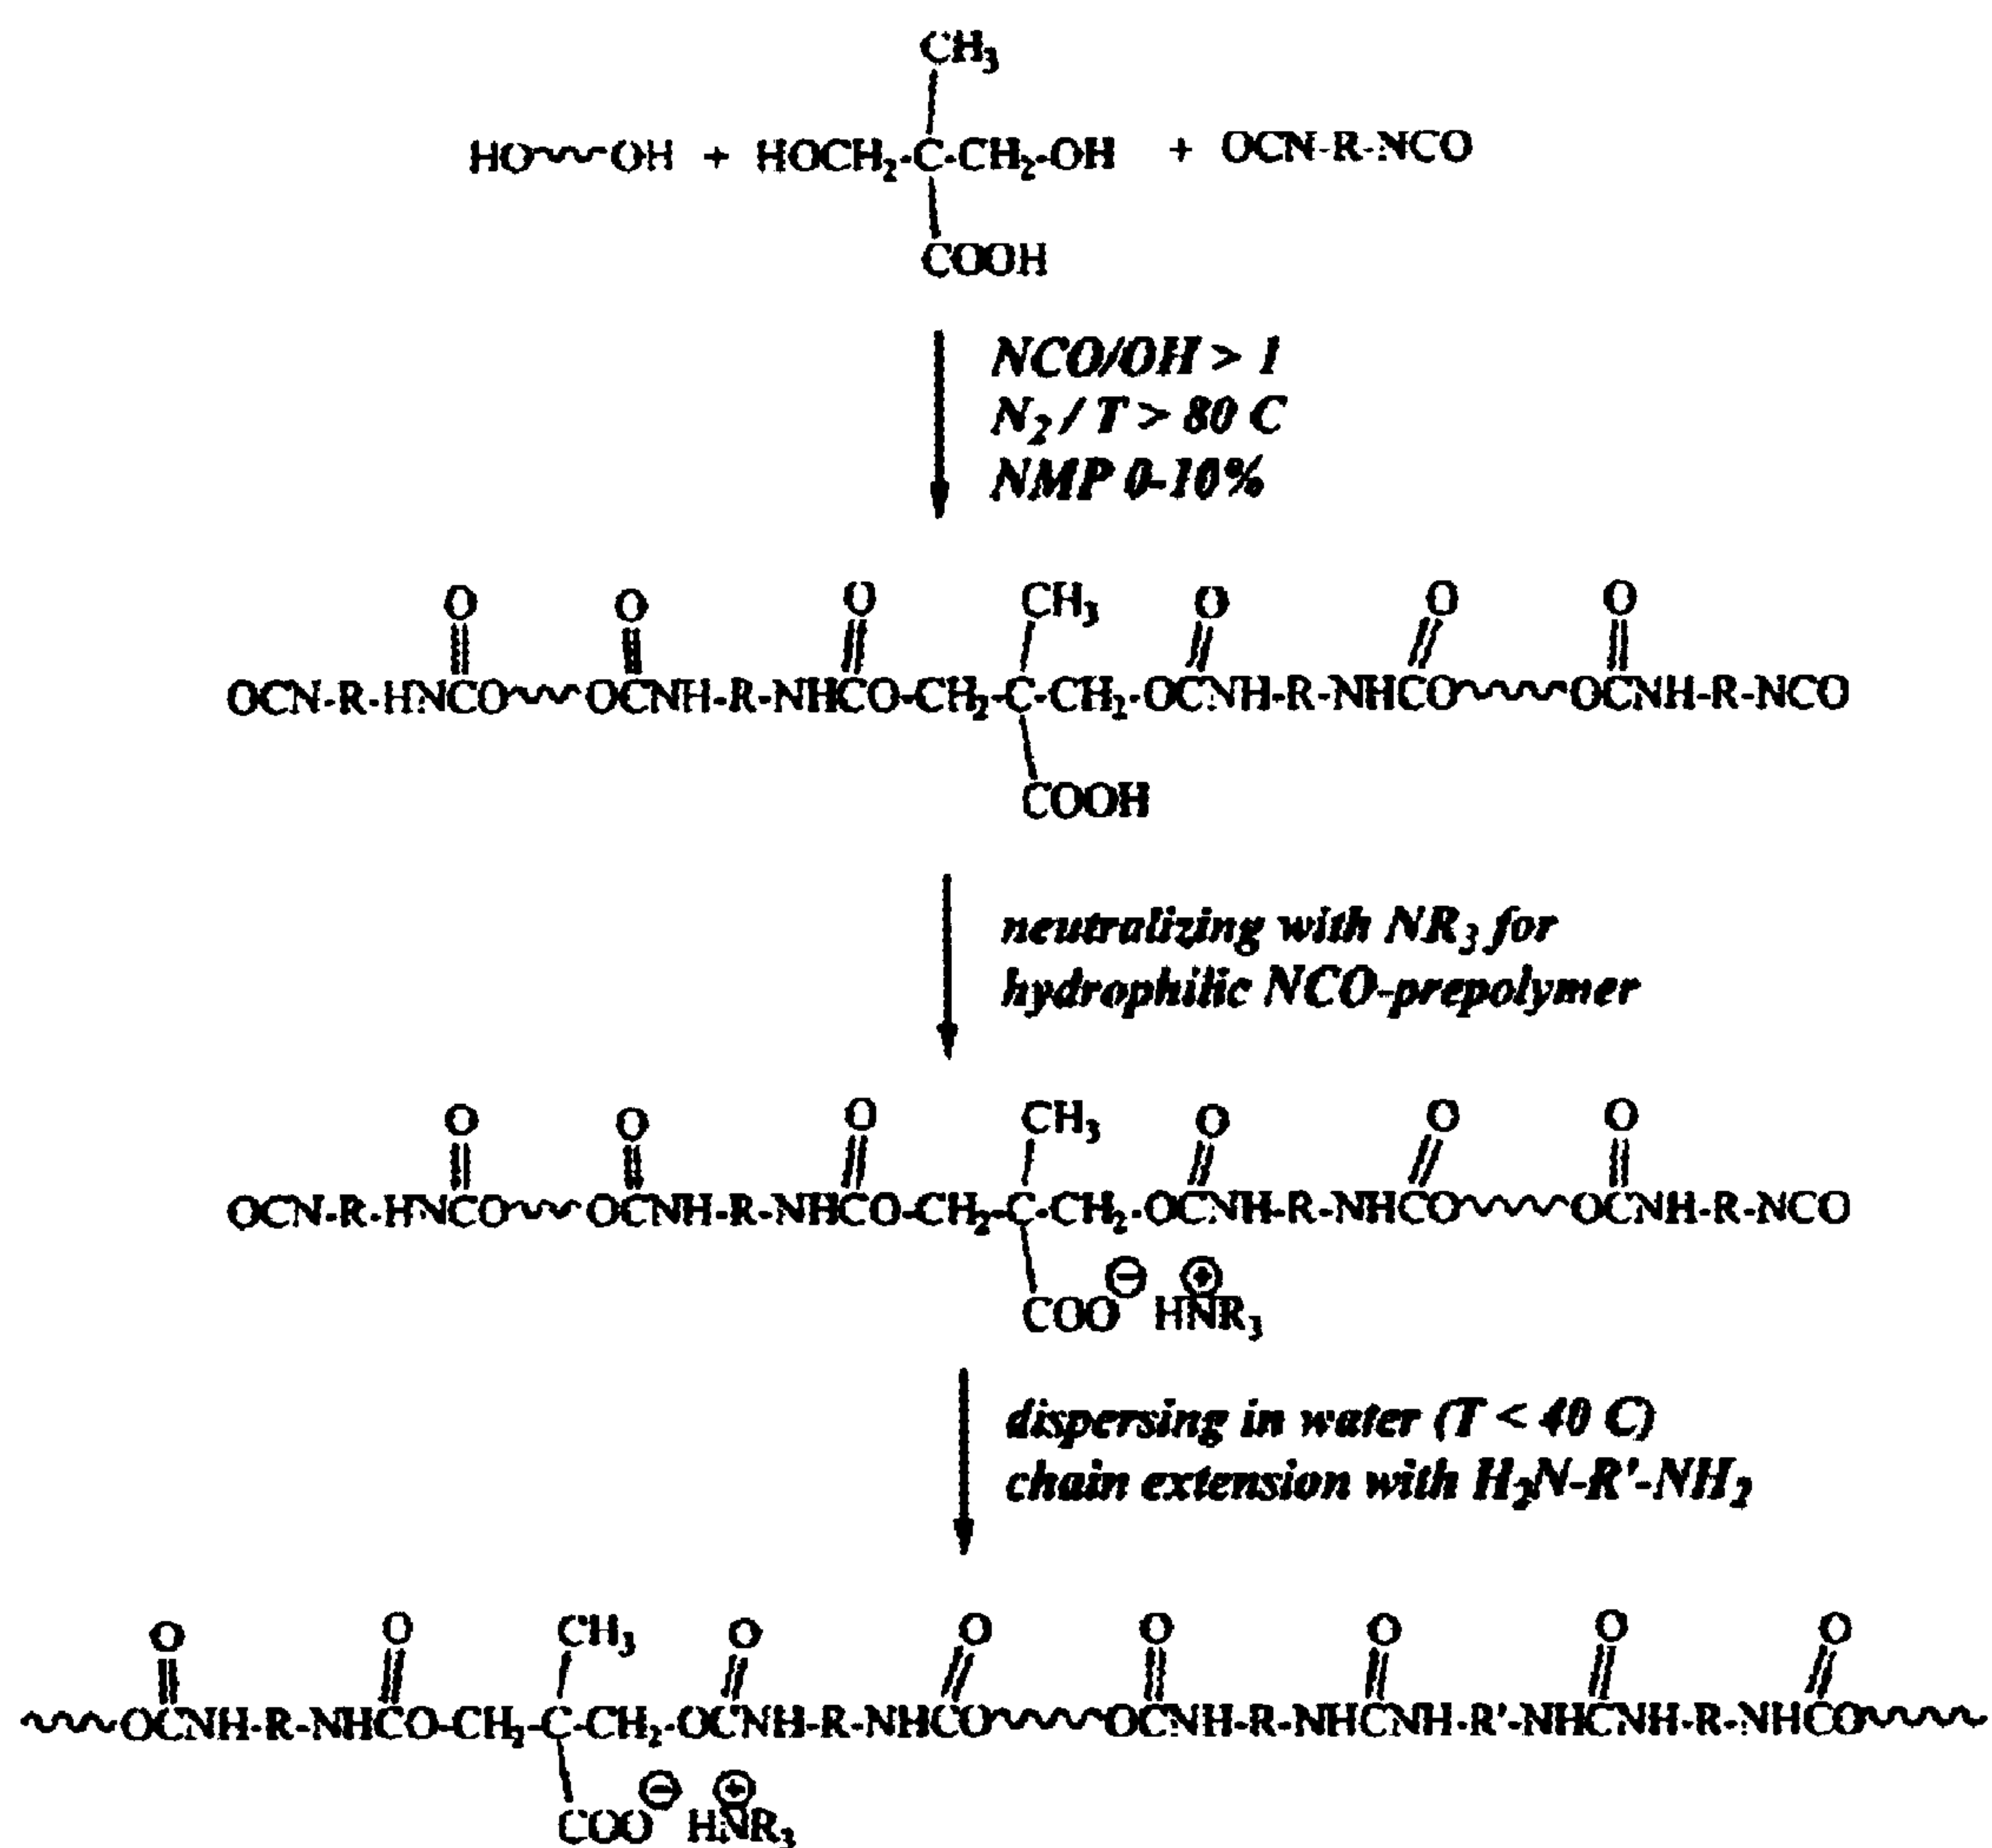 CH₃
HO~~~OH + HOCH₂-C-CH₂-OH + OCN-R-NCO
COOH
NCO/OH > 1
N₂ / T > 80 C
NMP 0-10%
O O O CH₃ O O O
OCN-R-HNCO~~~OCNH-R-NHCO-CH₂-C-CH₂-OCNH-R-NHCO~~~OCNH-R-NCO
COOH
neutralizing with NR₃ for
hydrophilic NCO-prepolymer
O O O CH₃ O O O
OCN-R-HNCO~~~OCNH-R-NHCO-CH₂-C-CH₂-OCNH-R-NHCO~~~OCNH-R-NCO
⊖ ⊕
COO HNR₃
dispersing in water (T < 40 C)
chain extension with H₂N-R'-NH₂
O O CH₃ O O O O O O
~~~OCNH-R-NHCO-CH₂-C-CH₂-OCNH-R-NHCO~~~OCNH-R-NHCNH-R'-NHCNH-R-NHCO~~~
⊖ ⊕
COO HNR₃